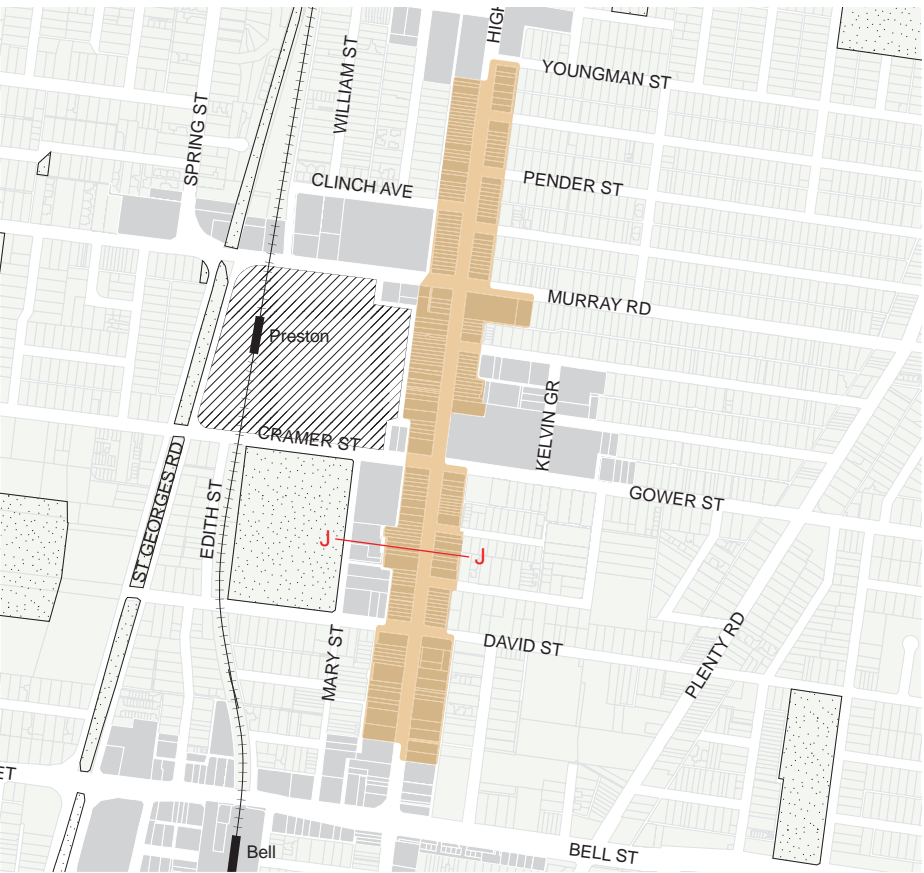 HIGH
YOUNGMAN ST
WILLIAM ST
SPRING ST
CLINCH AVE
PENDER ST
MURRAY RD
Preston
KELVIN GR
CRAMER ST
GOWER ST
ST GEORGES RD
EDITH ST
J
J
DAVID ST
MARY ST
PLENTY RD
ET
Bell
BELL ST